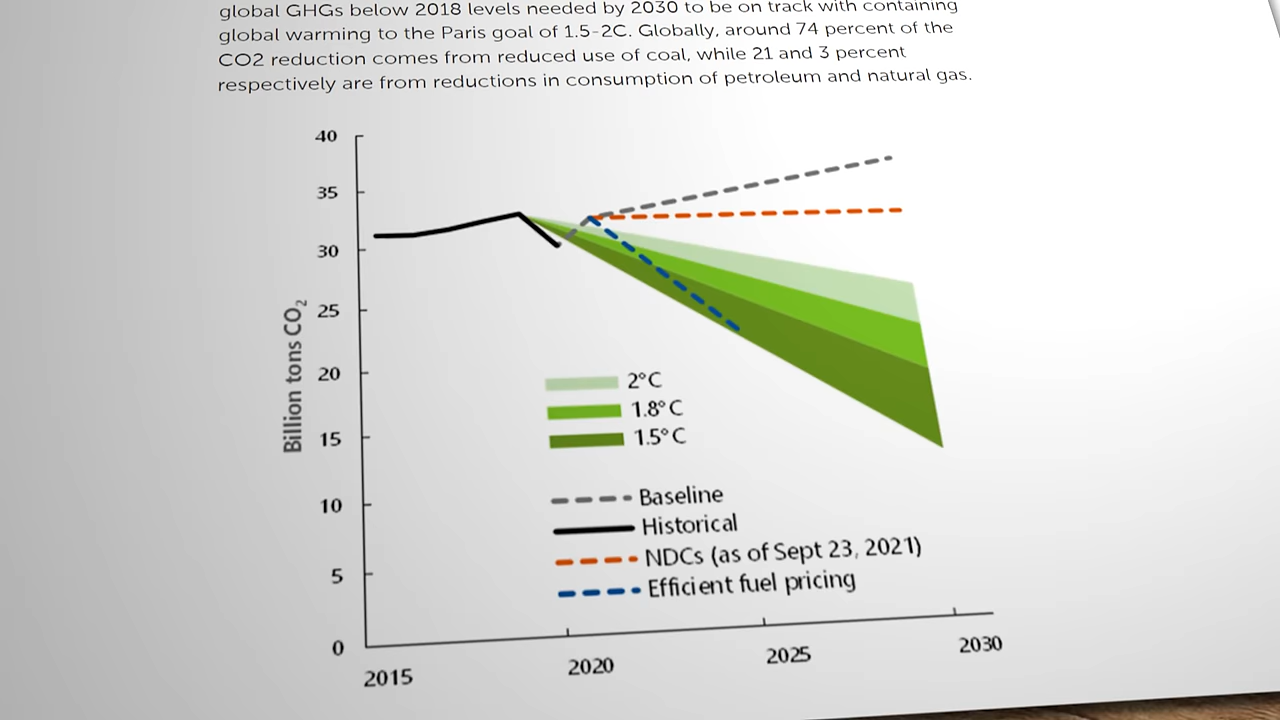 global GHGs below 2018 levels needed by 2030 to be on track with containing
global warming to the Paris goal of 1.5-2C. Globally, around 74 percent of the
CO2 reduction comes from reduced use of coal, while 21 and 3 percent
respectively are from reductions in consumption of petroleum and natural gas.
40
35
30
25
20
15
10
5
0
Billion tons CO2
2°C
1.8°C
1.5°C
Baseline
Historical
NDCs (as of Sept 23, 2021)
Efficient fuel pricing
2015
2020
2025
2030